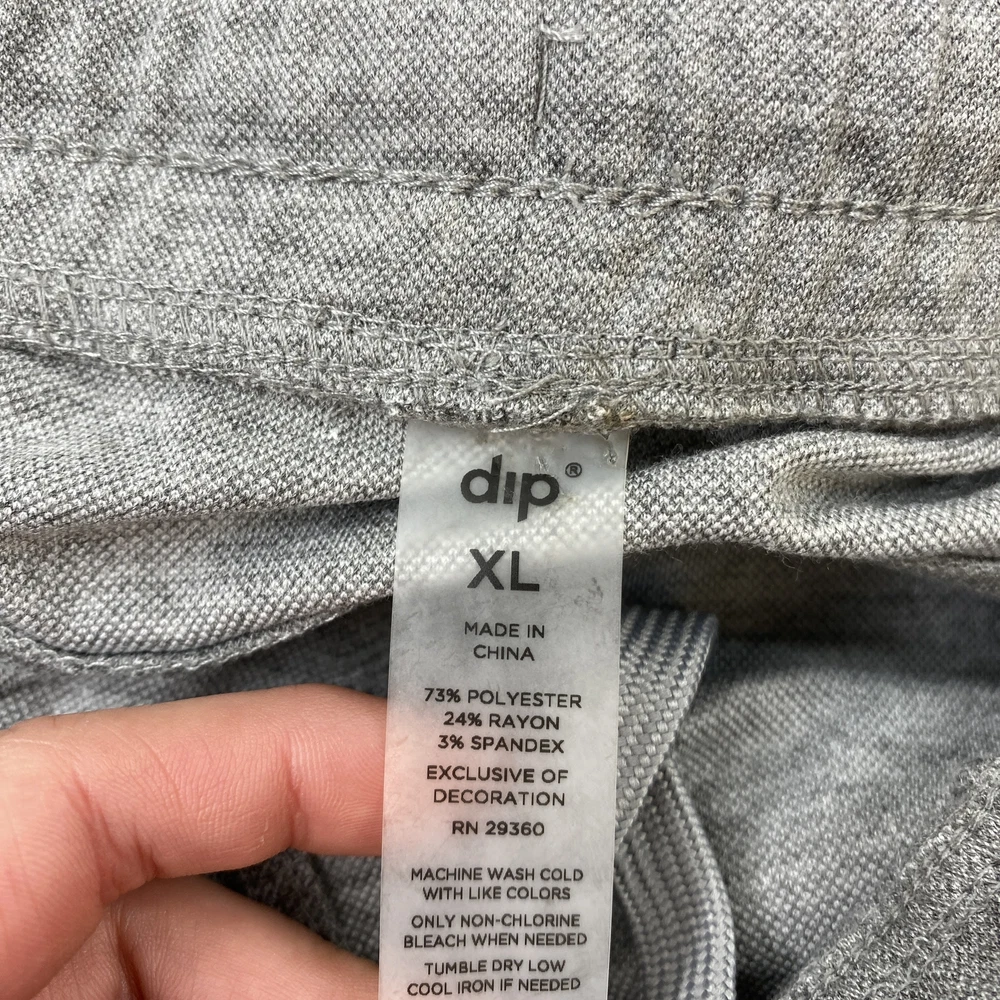 dip®
XL
MADE IN
CHINA
73% POLYESTER
24% RAYON
3% SPANDEX
EXCLUSIVE OF
DECORATION
RN 29360
MACHINE WASH COLD
WITH LIKE COLORS
ONLY NON-CHLORINE
BLEACH WHEN NEEDED
TUMBLE DRY LOW
COOL IRON IF NEEDED